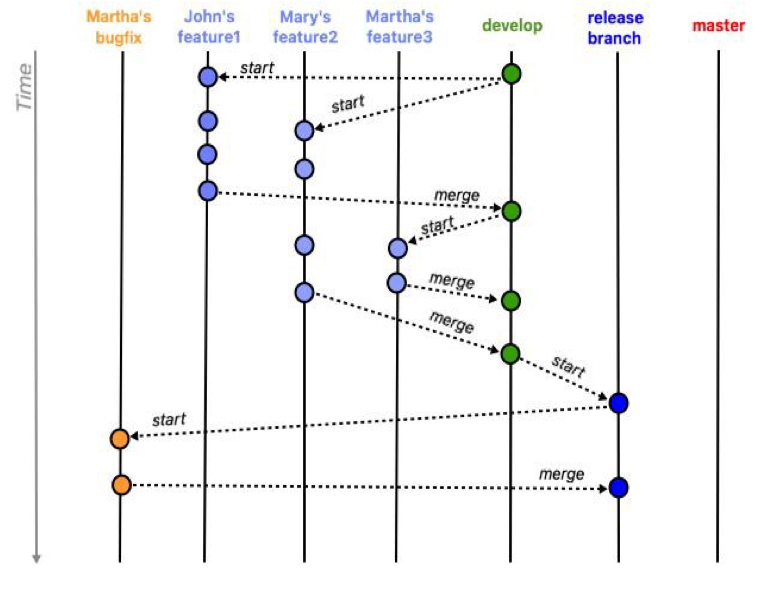 Martha's
bugfix
John's
feature1
Mary's
feature2
Martha's
feature3
develop
release
branch
master
Time
start
start
merge
start
merge
merge
start
start
merge